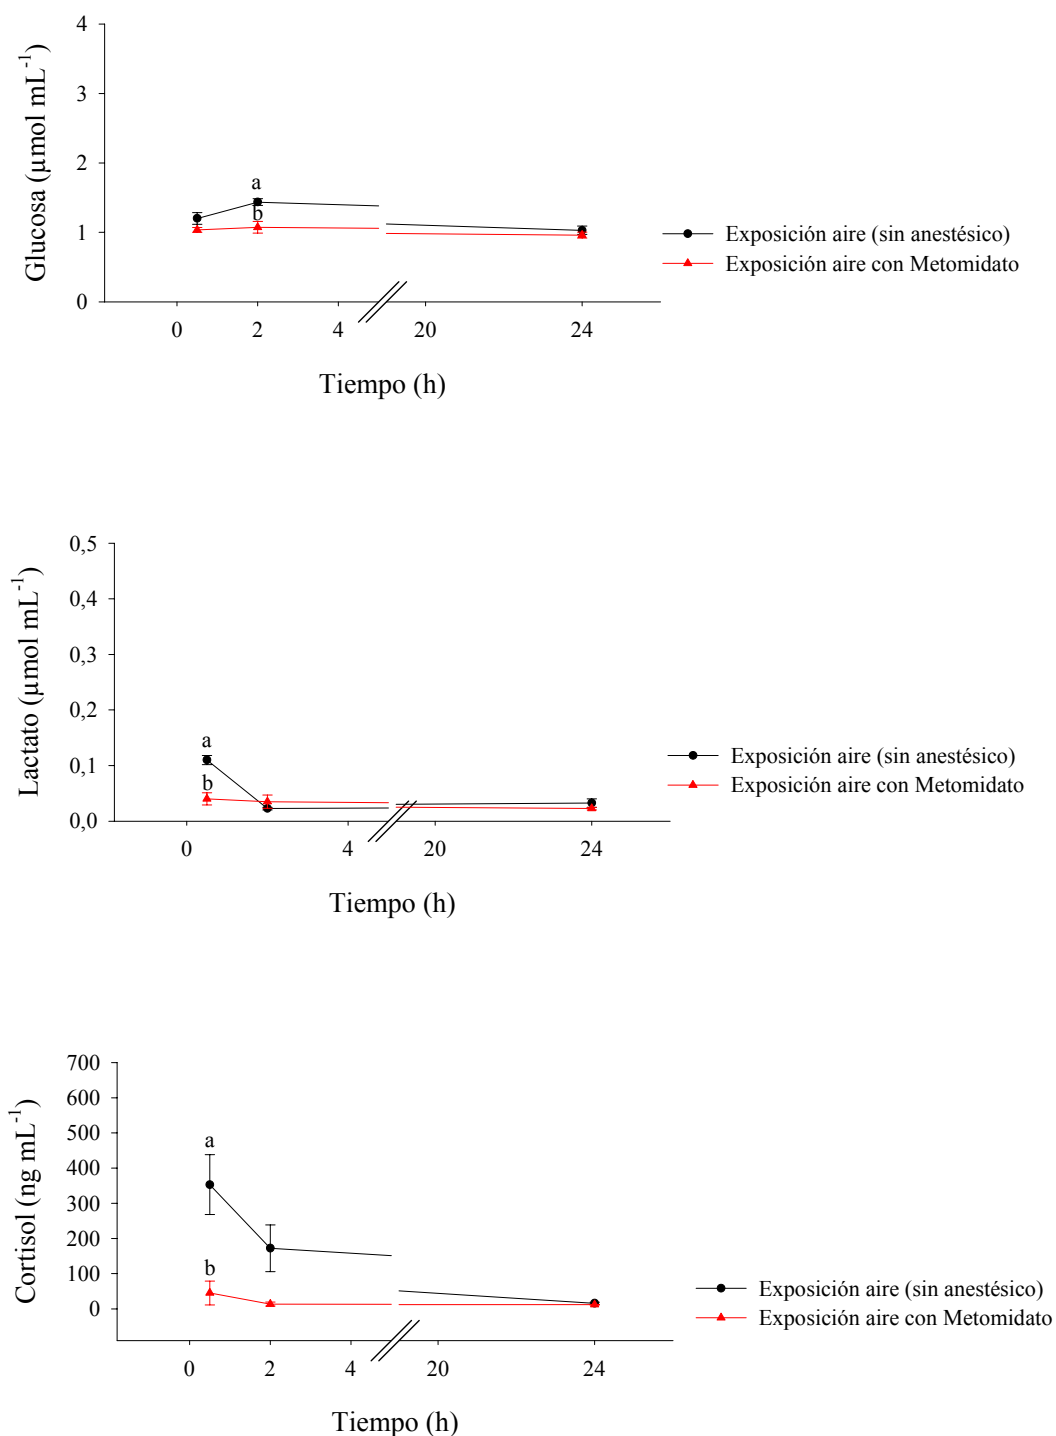 4
3
2
1
0
Glucosa (µmol mL⁻¹)
a
b
Exposición aire (sin anestésico)
Exposición aire con Metomidato
0 2 4 20 24
Tiempo (h)
0,5
0,4
0,3
0,2
0,1
0,0
Lactato (µmol mL⁻¹)
a
b
Exposición aire (sin anestésico)
Exposición aire con Metomidato
0 4 20 24
Tiempo (h)
700
600
500
400
300
200
100
0
Cortisol (ng mL⁻¹)
a
b
Exposición aire (sin anestésico)
Exposición aire con Metomidato
0 2 4 20 24
Tiempo (h)